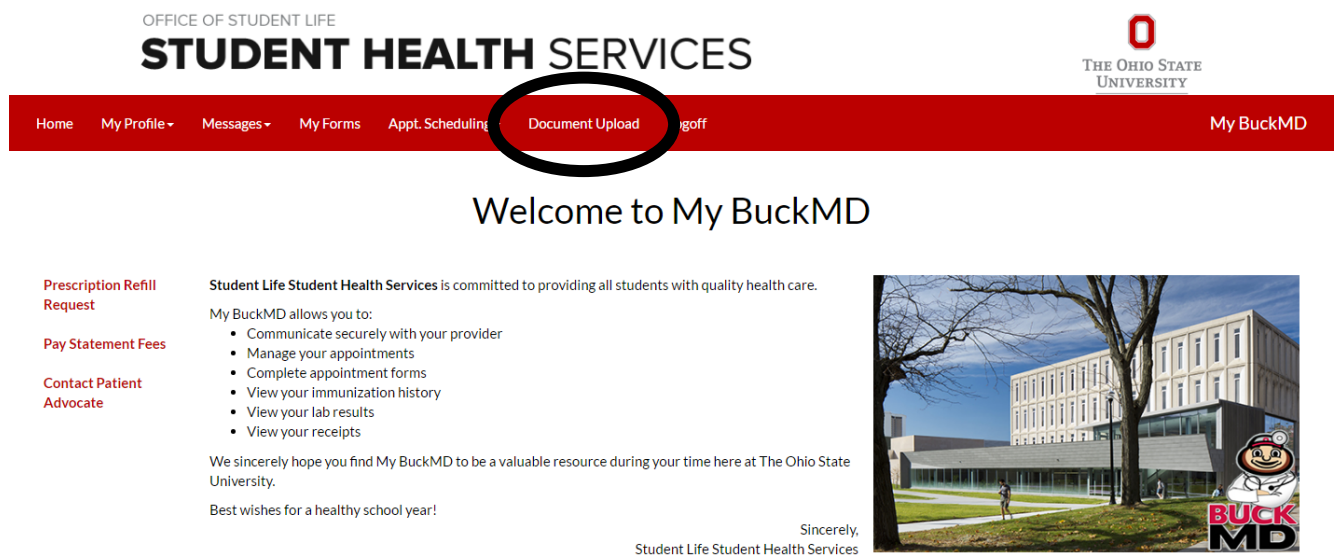 OFFICE OF STUDENT LIFE
STUDENT HEALTH SERVICES
THE OHIO STATE
UNIVERSITY
Home My Profile Messages My Forms Appt. Scheduling Document Upload ogoff My BuckMD
Welcome to My BuckMD
Prescription Refill
Request
Pay Statement Fees
Contact Patient
Advocate
Student Life Student Health Services is committed to providing all students with quality health care.
My BuckMD allows you to:
• Communicate securely with your provider
• Manage your appointments
• Complete appointment forms
• View your immunization history
• View your lab results
• View your receipts
We sincerely hope you find My BuckMD to be a valuable resource during your time here at The Ohio State
University.
Best wishes for a healthy school year!
Sincerely,
Student Life Student Health Services
BUCK
MD